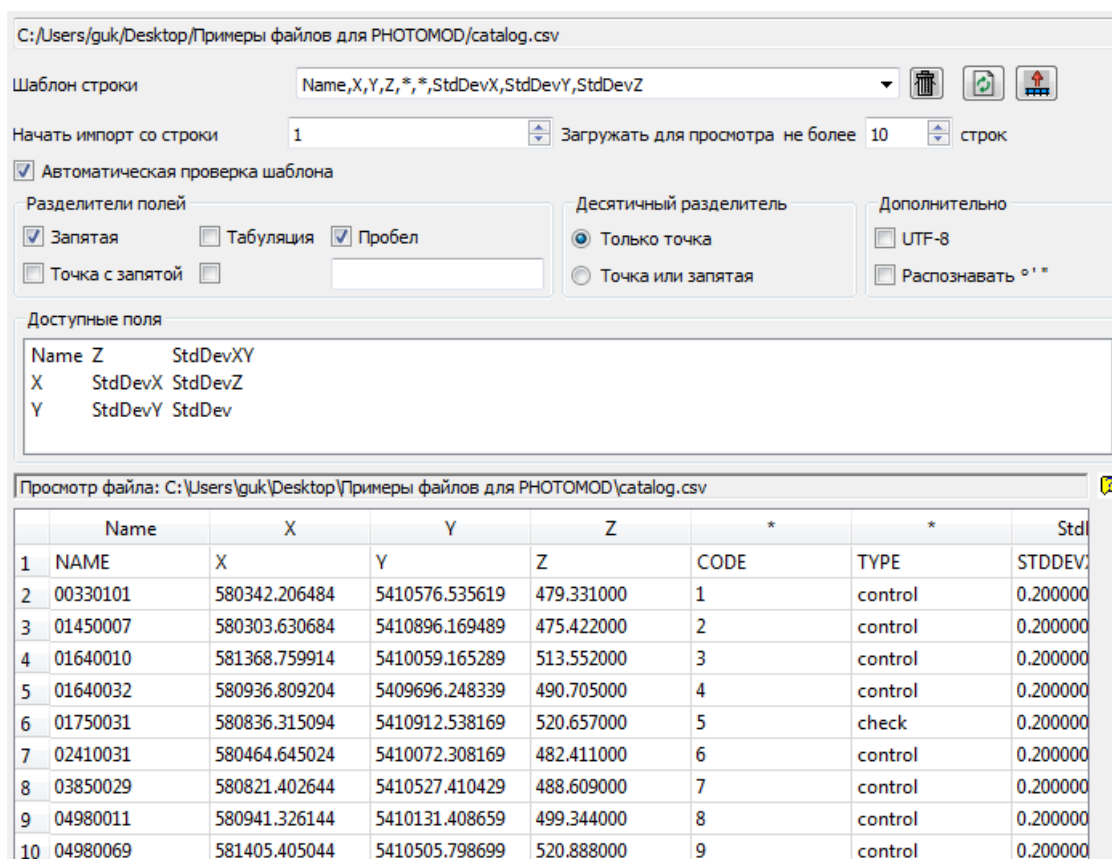 C:/Users/guk/Desktop/Примеры файлов для PHOTOMOD/catalog.csv
Шаблон строки Name,X,Y,Z,*,*,StdDevX,StdDevY,StdDevZ
Начать импорт со строки 1 Загружать для просмотра не более 10 строк
Автоматическая проверка шаблона
Разделители полей Десятичный разделитель Дополнительно
Запятая Табуляция Пробел Только точка UTF-8
Точка с запятой Точка или запятая Распознавать °'"
Доступные поля
Name Z StdDevXY
X StdDevX StdDevZ
Y StdDevY StdDev
Просмотр файла: C:\Users\guk\Desktop\Примеры файлов для PHOTOMOD\catalog.csv
Name X Y Z * *
1 NAME X Y Z CODE TYPE
2 00330101 580342.206484 5410576.535619 479.331000 1 control 0.200000
3 01450007 580303.630684 5410896.169489 475.422000 2 control 0.200000
4 01640010 581368.759914 5410059.165289 513.552000 3 control 0.200000
5 01640032 580936.809204 5409696.248339 490.705000 4 control 0.200000
6 01750031 580836.315094 5410912.538169 520.657000 5 check 0.200000
7 02410031 580464.645024 5410072.308169 482.411000 6 control 0.200000
8 03850029 580821.402644 5410527.410429 488.609000 7 control 0.200000
9 04980011 580941.326144 5410131.408659 499.344000 8 control 0.200000
10 04980069 581405.405044 5410505.798699 520.888000 9 control 0.200000